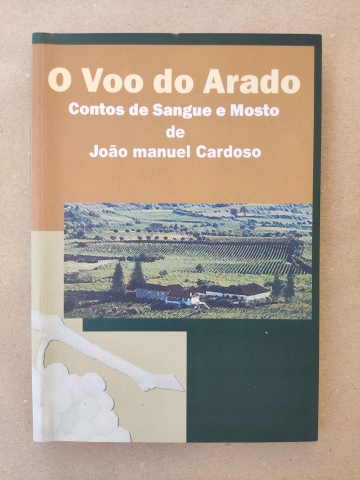 O Voo do Arado
Contos de Sangue e Mosto
de
João manuel Cardoso